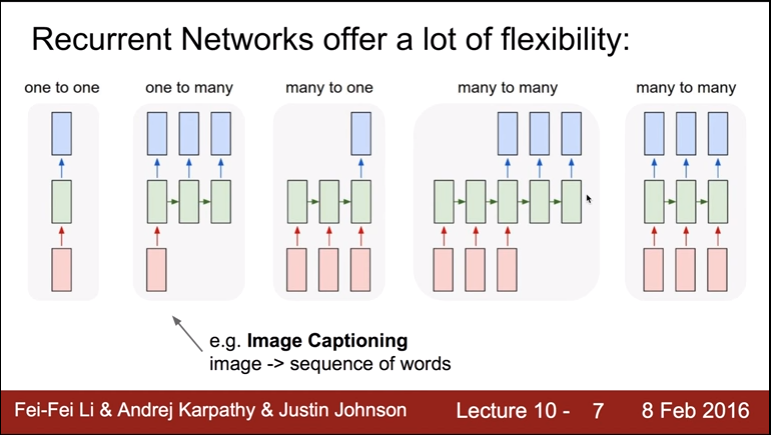 Recurrent Networks offer a lot of flexibility:
one to one
one to many
many to one
many to many
many to many
e.g. Image Captioning
image -> sequence of words
Fei-Fei Li & Andrej Karpathy & Justin Johnson
Lecture 10 - 7
8 Feb 2016